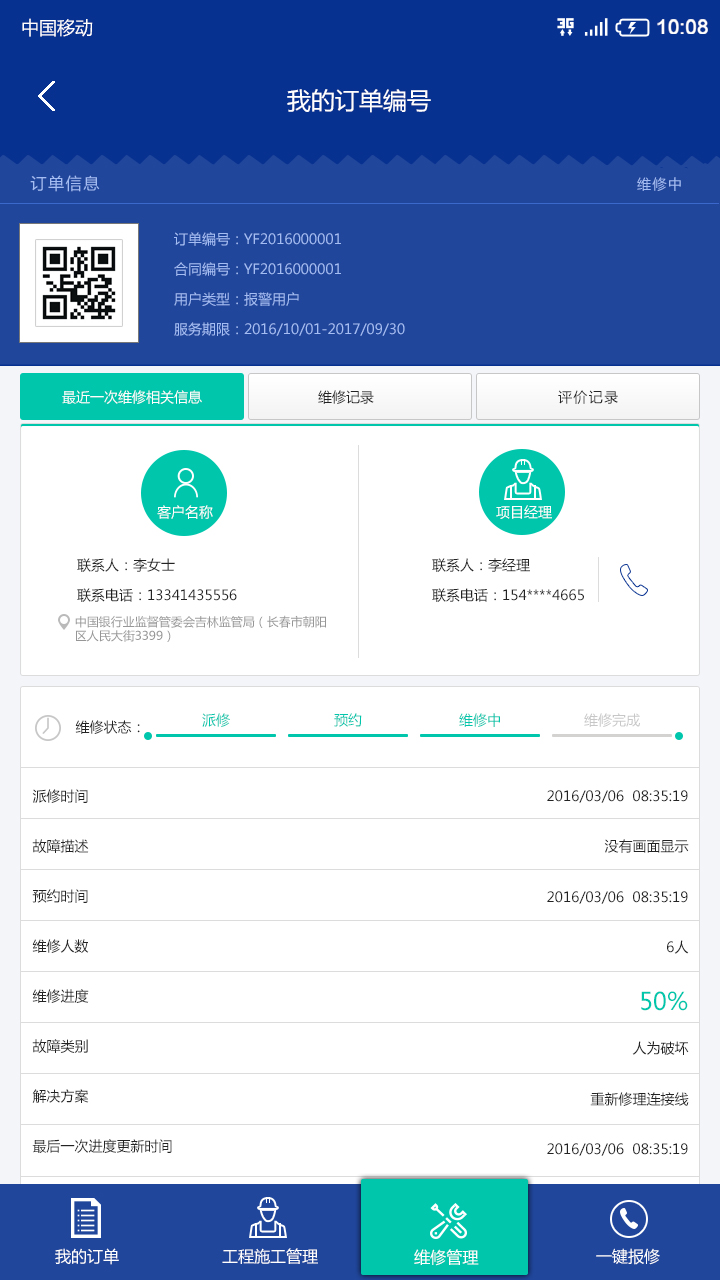 中国移动
3G
10:08
我的订单编号
订单信息
维修中
订单编号：YF2016000001
合同编号：YF2016000001
用户类型：报警用户
服务期限：2016/10/01-2017/09/30
最近一次维修相关信息
维修记录
评价记录
客户名称
联系人：李女士
联系电话：13341435556
中国银行业监督管委会吉林监管局（长春市朝阳
区人民大街3399）
项目经理
联系人：李经理
联系电话：154****4665
维修状态：
派修
预约
维修中
维修完成
派修时间
2016/03/06 08:35:19
故障描述
没有画面显示
预约时间
2016/03/06 08:35:19
维修人数
6人
维修进度
50%
故障类别
人为破坏
解决方案
重新修理连接线
最后一次进度更新时间
2016/03/06 08:35:19
我的订单
工程施工管理
维修管理
一键报修